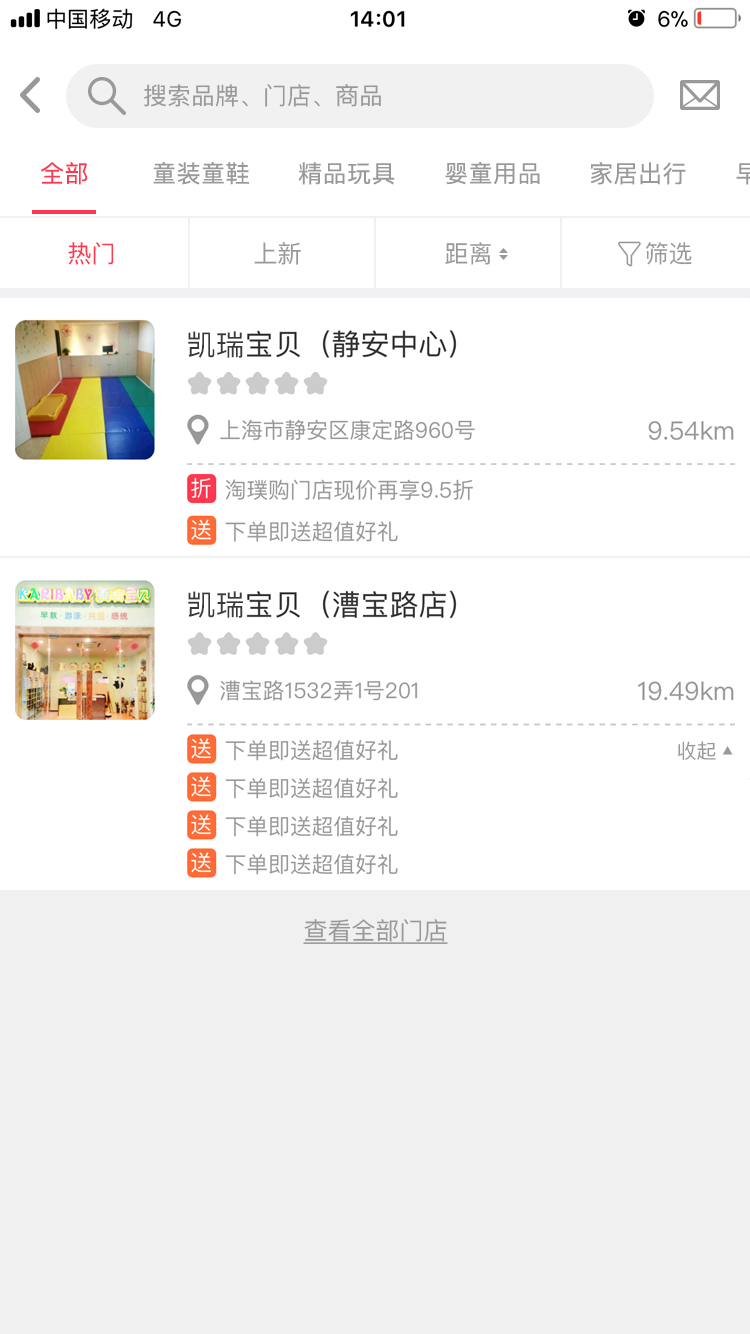 中国移动 4G 14:01 6%
搜索品牌、门店、商品
全部 童装童鞋 精品玩具 婴童用品 家居出行
热门 上新 距离 筛选
凯瑞宝贝（静安中心）
上海市静安区康定路960号 9.54km
折 淘璞购门店现价再享9.5折
送 下单即送超值好礼
KARIBABY
凯瑞宝贝（漕宝路店）
漕宝路1532弄1号201 19.49km
送 下单即送超值好礼 收起
送 下单即送超值好礼
送 下单即送超值好礼
送 下单即送超值好礼
查看全部门店